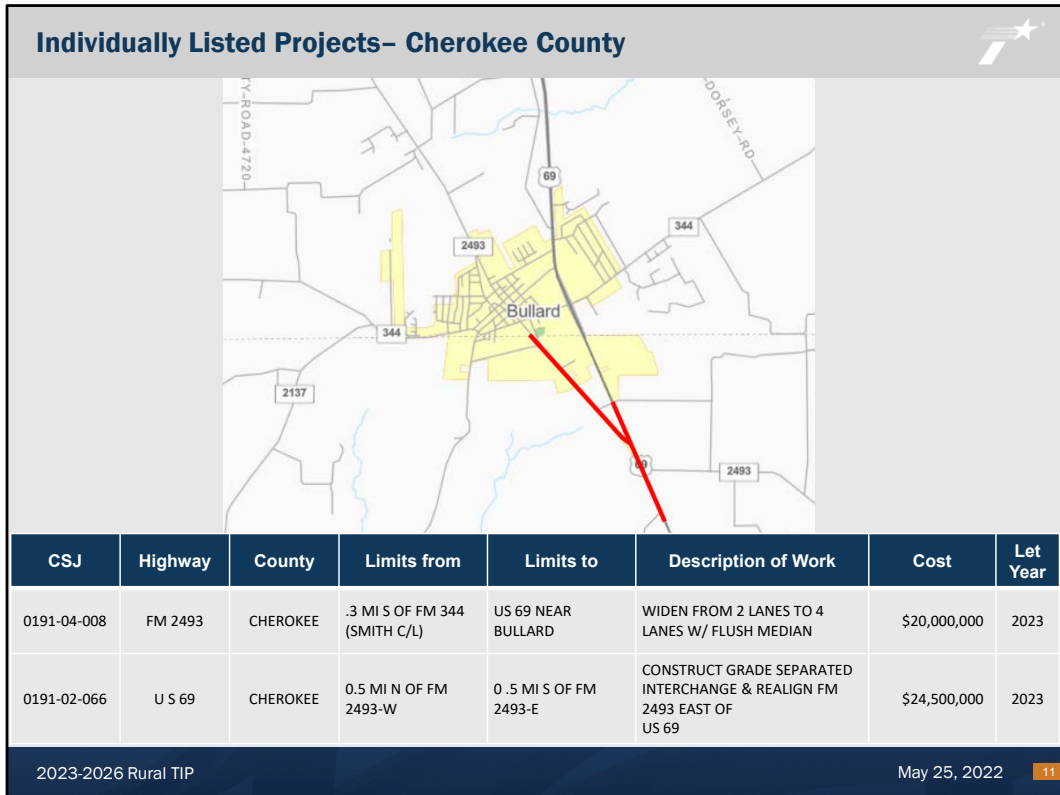 Individually Listed Projects– Cherokee County
TY-ROAD-4720
DORSEY-RD
69
344
2493
Bullard
344
2137
69
2493
CSJ Highway County Limits from Limits to Description of Work Cost Let Year
0191-04-008 FM 2493 CHEROKEE .3 MI S OF FM 344 (SMITH C/L) US 69 NEAR BULLARD WIDEN FROM 2 LANES TO 4 LANES W/ FLUSH MEDIAN $20,000,000 2023
0191-02-066 U S 69 CHEROKEE 0.5 MI N OF FM 2493-W 0 .5 MI S OF FM 2493-E CONSTRUCT GRADE SEPARATED INTERCHANGE & REALIGN FM 2493 EAST OF US 69 $24,500,000 2023
2023-2026 Rural TIP May 25, 2022 11